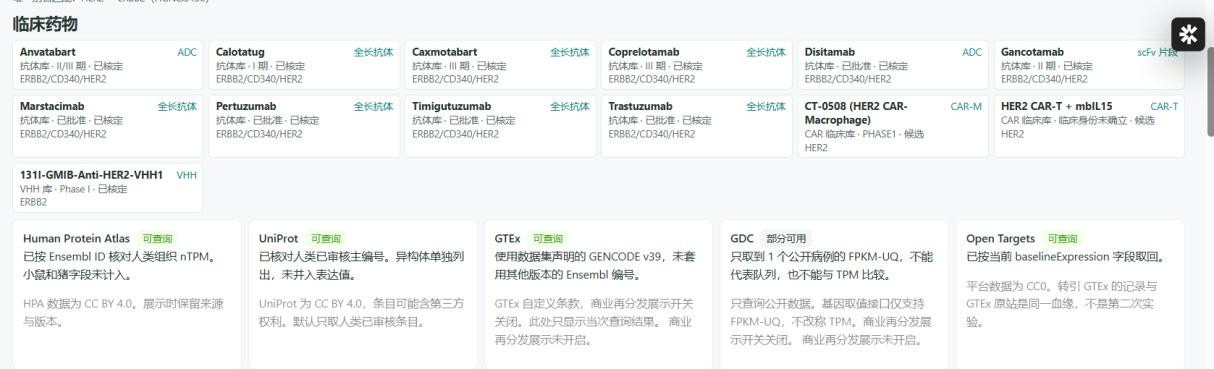 临床药物
Anvatabart ADC
抗体库 · II/III 期 · 已核定
ERBB2/CD340/HER2
Calotatug 全长抗体
抗体库 · I 期 · 已核定
ERBB2/CD340/HER2
Caxmotabart 全长抗体
抗体库 · III 期 · 已核定
ERBB2/CD340/HER2
Coprelotamab 全长抗体
抗体库 · III 期 · 已核定
ERBB2/CD340/HER2
Disitamab ADC
抗体库 · 已批准 · 已核定
ERBB2/CD340/HER2
Gancotamab scFv 片段
抗体库 · II 期 · 已核定
ERBB2/CD340/HER2
Marstacimab 全长抗体
抗体库 · 已批准 · 已核定
ERBB2/CD340/HER2
Pertuzumab 全长抗体
抗体库 · 已批准 · 已核定
ERBB2/CD340/HER2
Timigutuzumab 全长抗体
抗体库 · 已批准 · 已核定
ERBB2/CD340/HER2
Trastuzumab 全长抗体
抗体库 · 已批准 · 已核定
ERBB2/CD340/HER2
CT-0508 (HER2 CAR- CAR-M
Macrophage)
CAR 临床库 · PHASE1 · 候选
HER2
HER2 CAR-T + mbIL15 CAR-T
CAR 临床库 · 临床身份未确立 · 候选
HER2
131I-GMIB-Anti-HER2-VHH1 VHH
VHH 库 · Phase I · 已核定
ERBB2
Human Protein Atlas 可查询
已按 Ensembl ID 核对人类组织 nTPM。
小鼠和猪字段未计入。
HPA 数据为 CC BY 4.0。展示时保留来源
与版本。
UniProt 可查询
已核对人类已审核主编号。异构体单独列
出，未并入表达值。
UniProt 为 CC BY 4.0，条目可能含第三方
权利。默认只取人类已审核条目。
GTEx 可查询
使用数据集声明的 GENCODE v39，未套
用其他版本的 Ensembl 编号。
GTEx 自定义条款，商业再分发展示开关
关闭。此处只显示当次查询结果。 商业
再分发展示未开启。
GDC 部分可用
只取到 1 个公开病例的 FPKM-UQ，不能
代表队列，也不能与 TPM 比较。
只查询公开数据。基因取值接口仅支持
FPKM-UQ，不改称 TPM。商业再分发展
示开关关闭。 商业再分发展示未开启。
Open Targets 可查询
已按当前 baselineExpression 字段取回。
平台数据为 CC0。转引 GTEx 的记录与
GTEx 原站是同一血缘，不是第二次实
验。